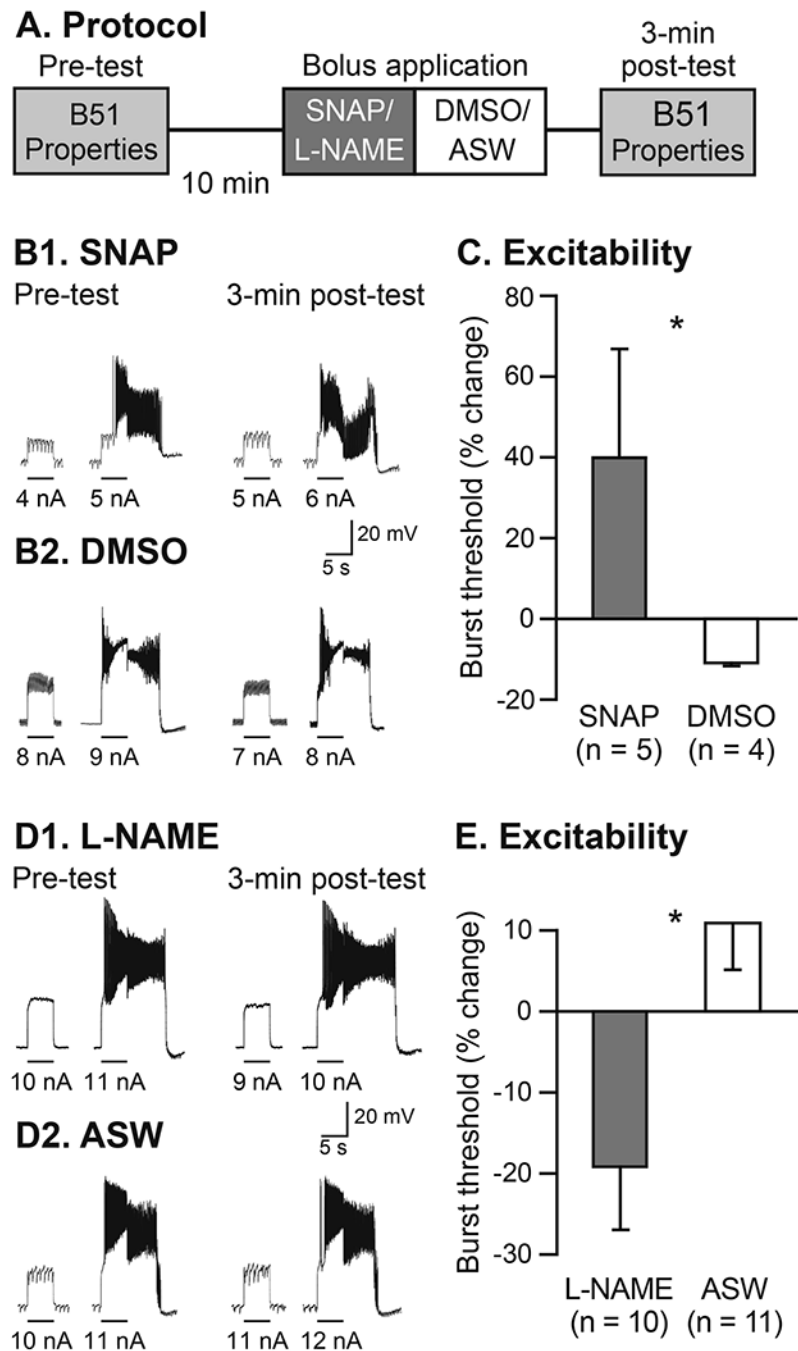 A. Protocol
Pre-test
Bolus application
3-min
post-test
B51
Properties
SNAP/
L-NAME
DMSO/
ASW
B51
Properties
10 min
B1. SNAP
Pre-test 3-min post-test
4 nA 5 nA 5 nA 6 nA
20 mV
5 s
B2. DMSO
8 nA 9 nA 7 nA 8 nA
C. Excitability
Burst threshold (% change)
80
60
40
20
0
-20
*
SNAP DMSO
(n = 5) (n = 4)
D1. L-NAME
Pre-test 3-min post-test
10 nA 11 nA 9 nA 10 nA
20 mV
5 s
D2. ASW
10 nA 11 nA 11 nA 12 nA
E. Excitability
Burst threshold (% change)
10
0
-10
-20
-30
*
L-NAME ASW
(n = 10) (n = 11)